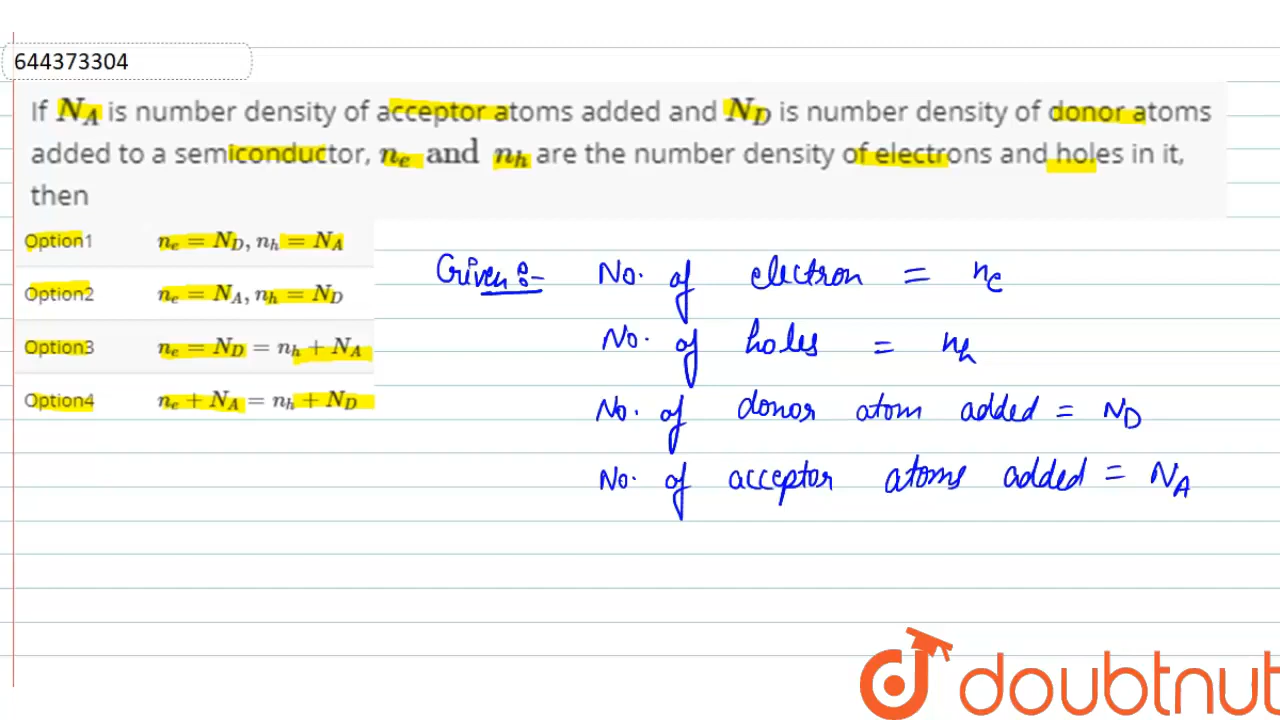 644373304
If N_A is number density of acceptor atoms added and N_D is number density of donor atoms
added to a semiconductor, n_e and n_h are the number density of electrons and holes in it,
then
Option1 n_e = N_D, n_h = N_A
Option2 n_e = N_A, n_h = N_D
Option3 n_e = N_D = n_h + N_A
Option4 n_e + N_A = n_h + N_D
Given:- No. of electron = n_e
No. of holes = n_h
No. of donor atom added = N_D
No. of acceptor atoms added = N_A
doubtnut